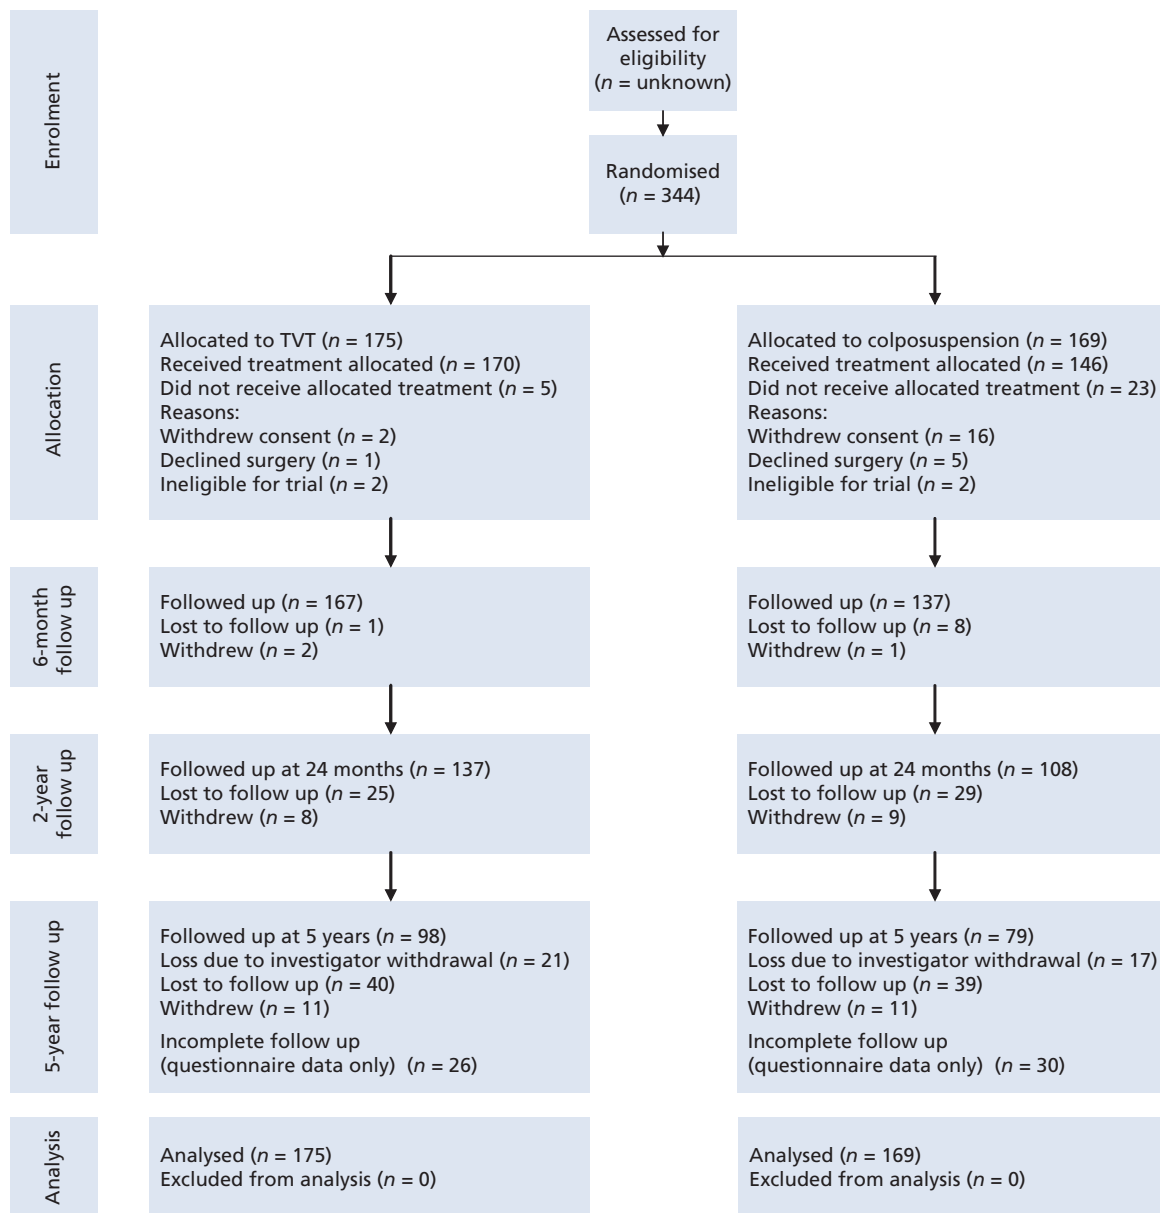 Enrolment
Assessed for
eligibility
(n = unknown)
Randomised
(n = 344)
Allocation
Allocated to TVT (n = 175)
Received treatment allocated (n = 170)
Did not receive allocated treatment (n = 5)
Reasons:
Withdrew consent (n = 2)
Declined surgery (n = 1)
Ineligible for trial (n = 2)
Allocated to colposuspension (n = 169)
Received treatment allocated (n = 146)
Did not receive allocated treatment (n = 23)
Reasons:
Withdrew consent (n = 16)
Declined surgery (n = 5)
Ineligible for trial (n = 2)
6-month
follow up
Followed up (n = 167)
Lost to follow up (n = 1)
Withdrew (n = 2)
Followed up (n = 137)
Lost to follow up (n = 8)
Withdrew (n = 1)
2-year
follow up
Followed up at 24 months (n = 137)
Lost to follow up (n = 25)
Withdrew (n = 8)
Followed up at 24 months (n = 108)
Lost to follow up (n = 29)
Withdrew (n = 9)
5-year follow up
Followed up at 5 years (n = 98)
Loss due to investigator withdrawal (n = 21)
Lost to follow up (n = 40)
Withdrew (n = 11)
Incomplete follow up
(questionnaire data only) (n = 26)
Followed up at 5 years (n = 79)
Loss due to investigator withdrawal (n = 17)
Lost to follow up (n = 39)
Withdrew (n = 11)
Incomplete follow up
(questionnaire data only) (n = 30)
Analysis
Analysed (n = 175)
Excluded from analysis (n = 0)
Analysed (n = 169)
Excluded from analysis (n = 0)